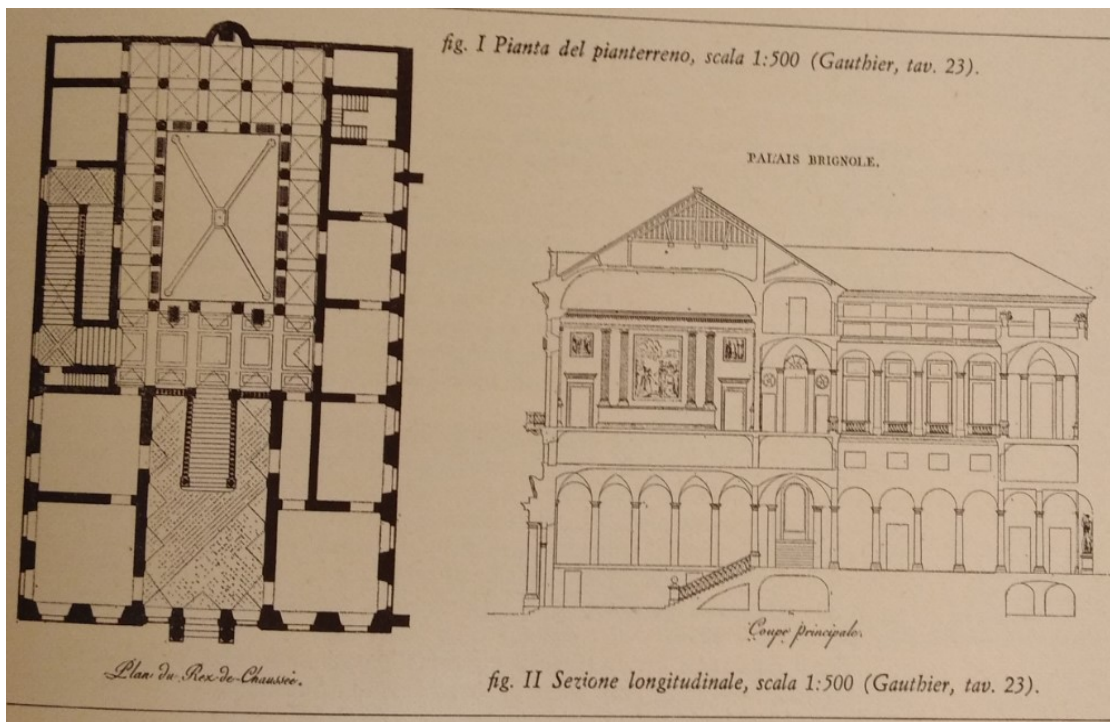 fig. I Pianta del pianterreno, scala 1:500 (Gauthier, tav. 23).
PALAIS BRIGNOLE.
Plan du Rez-de-Chaussée.
Coupe principale.
fig. II Sezione longitudinale, scala 1:500 (Gauthier, tav. 23).